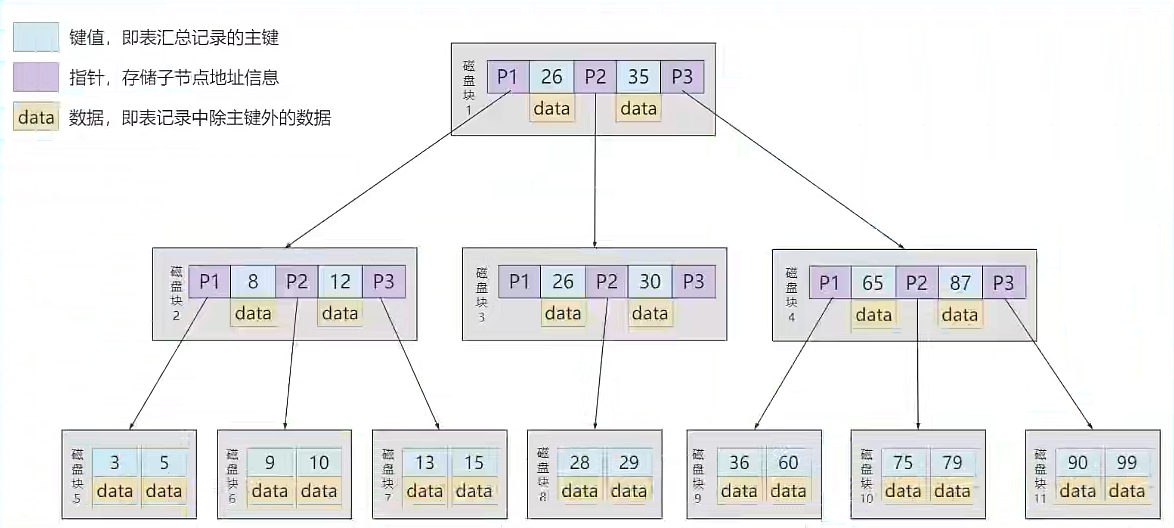 键值，即表汇总记录的主键
指针，存储子节点地址信息
data 数据，即表记录中除主键外的数据
磁盘块1
P1 26 P2 35 P3
data data
磁盘块2
P1 8 P2 12 P3
data data
磁盘块3
P1 26 P2 30 P3
data data
磁盘块4
P1 65 P2 87 P3
data data
磁盘块5
3 5
data data
磁盘块6
9 10
data data
磁盘块7
13 15
data data
磁盘块8
28 29
data data
磁盘块9
36 60
data data
磁盘块10
75 79
data data
磁盘块11
90 99
data data